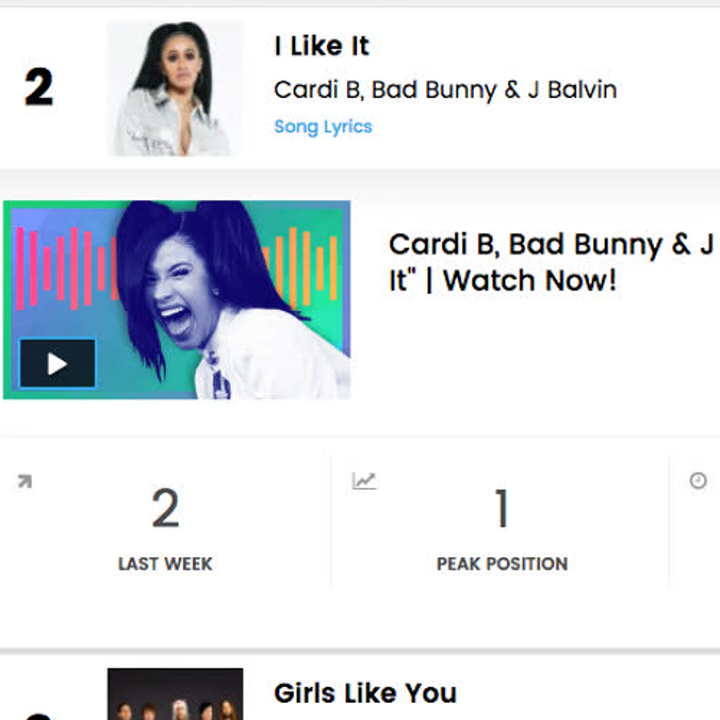 2
I Like It
Cardi B, Bad Bunny & J Balvin
Song Lyrics
Cardi B, Bad Bunny & J
It" | Watch Now!
2
LAST WEEK
1
PEAK POSITION
Girls Like You